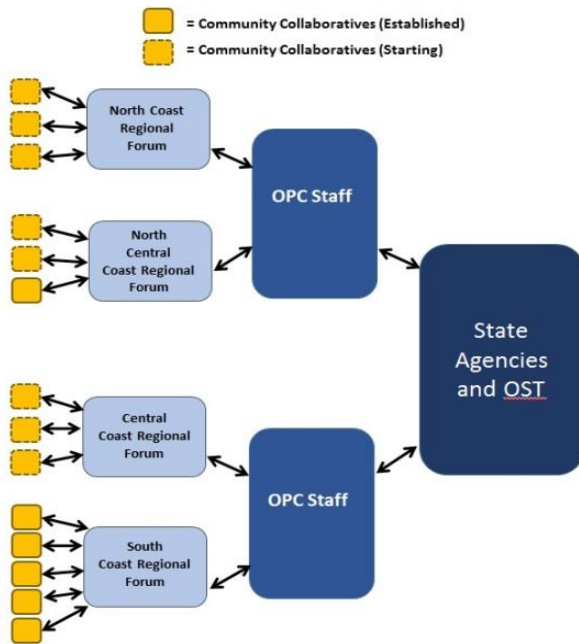 = Community Collaboratives (Established)
= Community Collaboratives (Starting)
North Coast
Regional
Forum
OPC Staff
North
Central
Coast Regional
Forum
State
Agencies
and OST
Central
Coast Regional
Forum
OPC Staff
South
Coast Regional
Forum